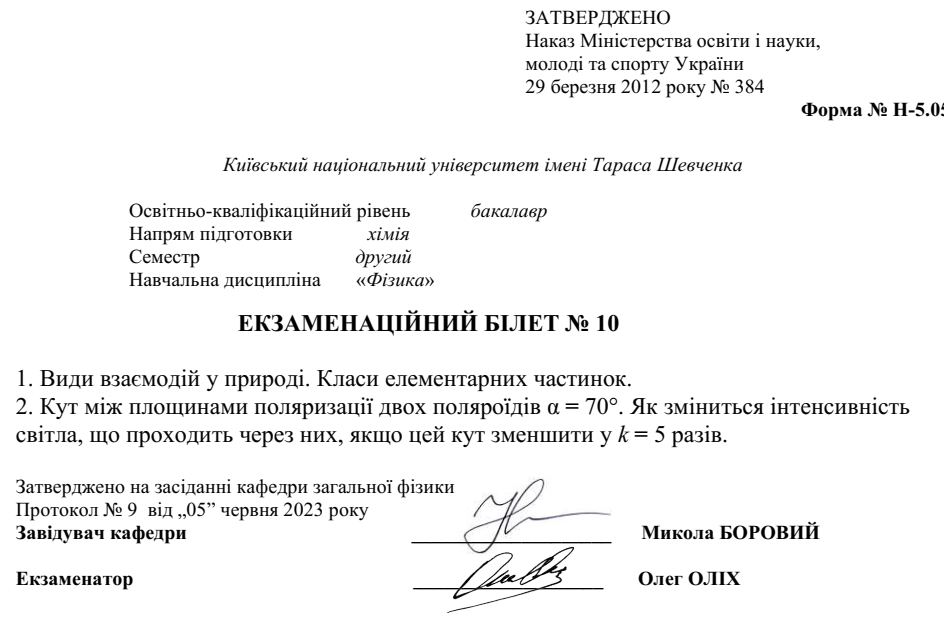 ЗАТВЕРДЖЕНО
Наказ Міністерства освіти і науки,
молоді та спорту України
29 березня 2012 року № 384
Форма № Н-5.05
Київський національний університет імені Тараса Шевченка
Освітньо-кваліфікаційний рівень бакалавр
Напрям підготовки хімія
Семестр другий
Навчальна дисципліна «Фізика»
ЕКЗАМЕНАЦІЙНИЙ БІЛЕТ № 10
1. Види взаємодій у природі. Класи елементарних частинок.
2. Кут між площинами поляризації двох поляроїдів α = 70°. Як зміниться інтенсивність
світла, що проходить через них, якщо цей кут зменшити у k = 5 разів.
Затверджено на засіданні кафедри загальної фізики
Протокол № 9 від „05” червня 2023 року
Завідувач кафедри ____________________ Микола БОРОВИЙ
Екзаменатор ____________________ Олег ОЛІХ